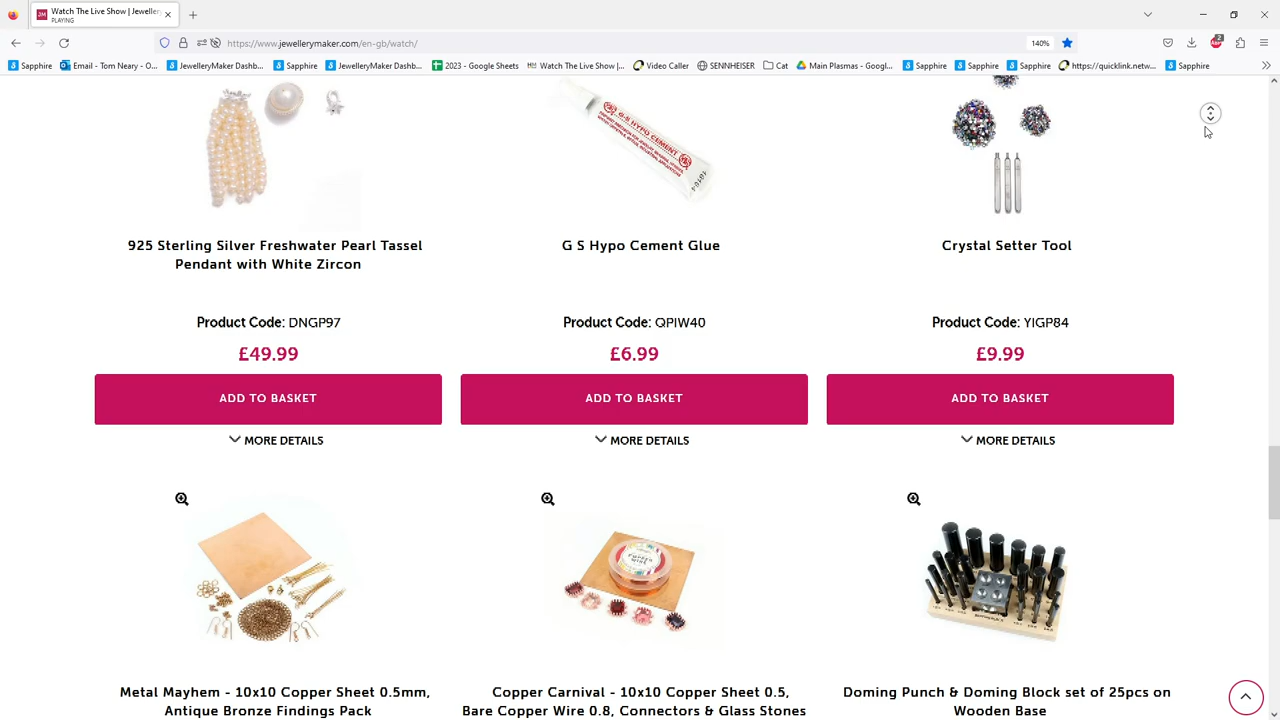 Watch The Live Show | Jeweller
PLAYING
https://www.jewellerymaker.com/en-gb/watch/
140%
2
Sapphire
Email - Tom Neary - O...
JewelleryMaker Dashb...
Sapphire
JewelleryMaker Dashb...
2023 - Google Sheets
Watch The Live Show |...
Video Caller
SENNHEISER
Cat
Main Plasmas - Googl...
Sapphire
Sapphire
Sapphire
https://quicklink.netw...
Sapphire
G-S HYPO CEMENT
925 Sterling Silver Freshwater Pearl Tassel
Pendant with White Zircon
Product Code: DNGP97
£49.99
ADD TO BASKET
MORE DETAILS
G S Hypo Cement Glue
Product Code: QPIW40
£6.99
ADD TO BASKET
MORE DETAILS
Crystal Setter Tool
Product Code: YIGP84
£9.99
ADD TO BASKET
MORE DETAILS
COPPER
WIRE
Metal Mayhem - 10x10 Copper Sheet 0.5mm,
Antique Bronze Findings Pack
Copper Carnival - 10x10 Copper Sheet 0.5,
Bare Copper Wire 0.8, Connectors & Glass Stones
Doming Punch & Doming Block set of 25pcs on
Wooden Base